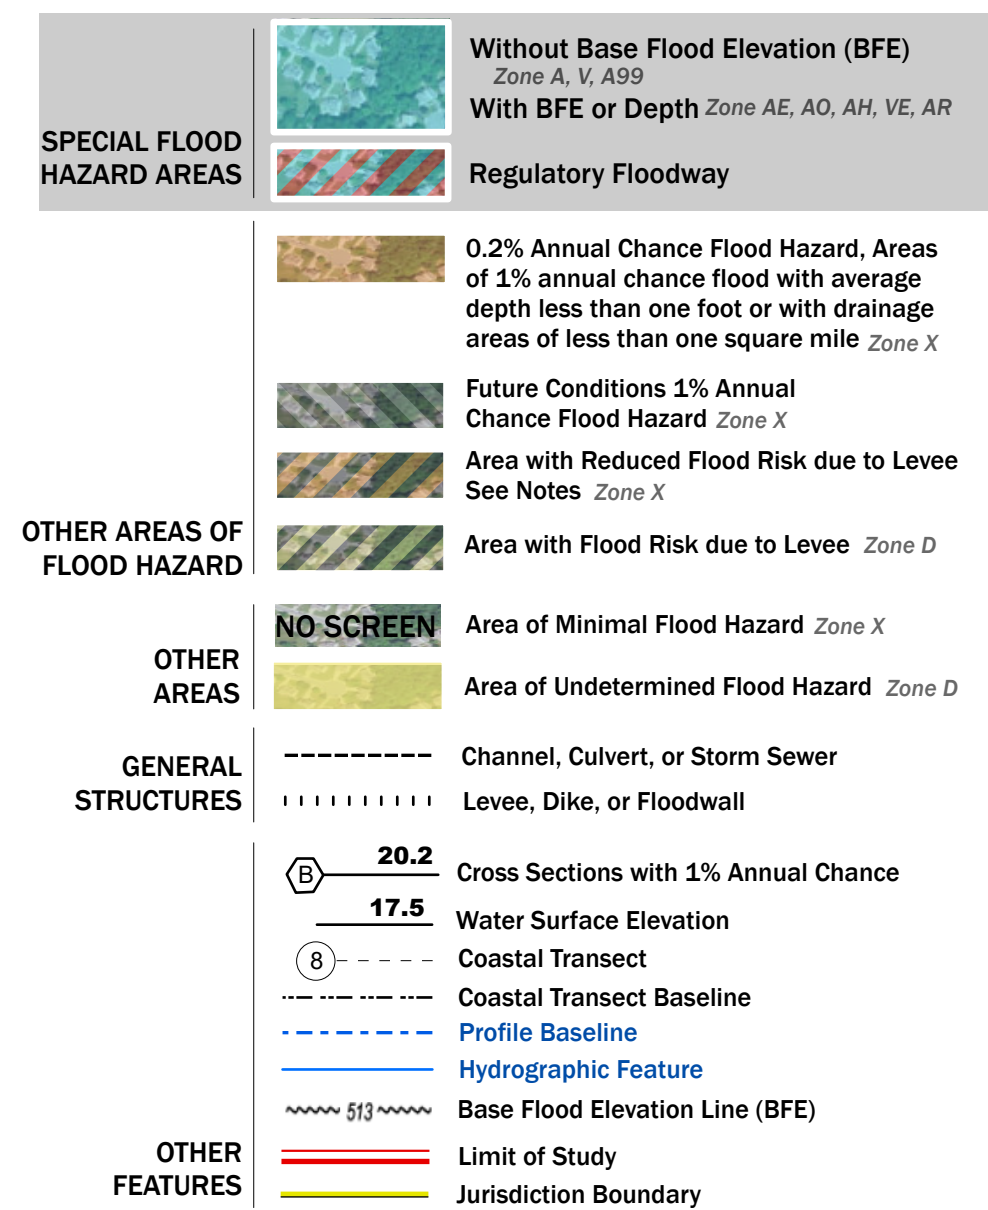 SPECIAL FLOOD
HAZARD AREAS
Without Base Flood Elevation (BFE)
Zone A, V, A99
With BFE or Depth Zone AE, AO, AH, VE, AR
Regulatory Floodway
OTHER AREAS OF
FLOOD HAZARD
0.2% Annual Chance Flood Hazard, Areas
of 1% annual chance flood with average
depth less than one foot or with drainage
areas of less than one square mile Zone X
Future Conditions 1% Annual
Chance Flood Hazard Zone X
Area with Reduced Flood Risk due to Levee
See Notes Zone X
Area with Flood Risk due to Levee Zone D
OTHER
AREAS
NO SCREEN Area of Minimal Flood Hazard Zone X
Area of Undetermined Flood Hazard Zone D
GENERAL
STRUCTURES
Channel, Culvert, or Storm Sewer
Levee, Dike, or Floodwall
OTHER
FEATURES
B 20.2 Cross Sections with 1% Annual Chance
17.5 Water Surface Elevation
8 Coastal Transect
Coastal Transect Baseline
Profile Baseline
Hydrographic Feature
513 Base Flood Elevation Line (BFE)
Limit of Study
Jurisdiction Boundary